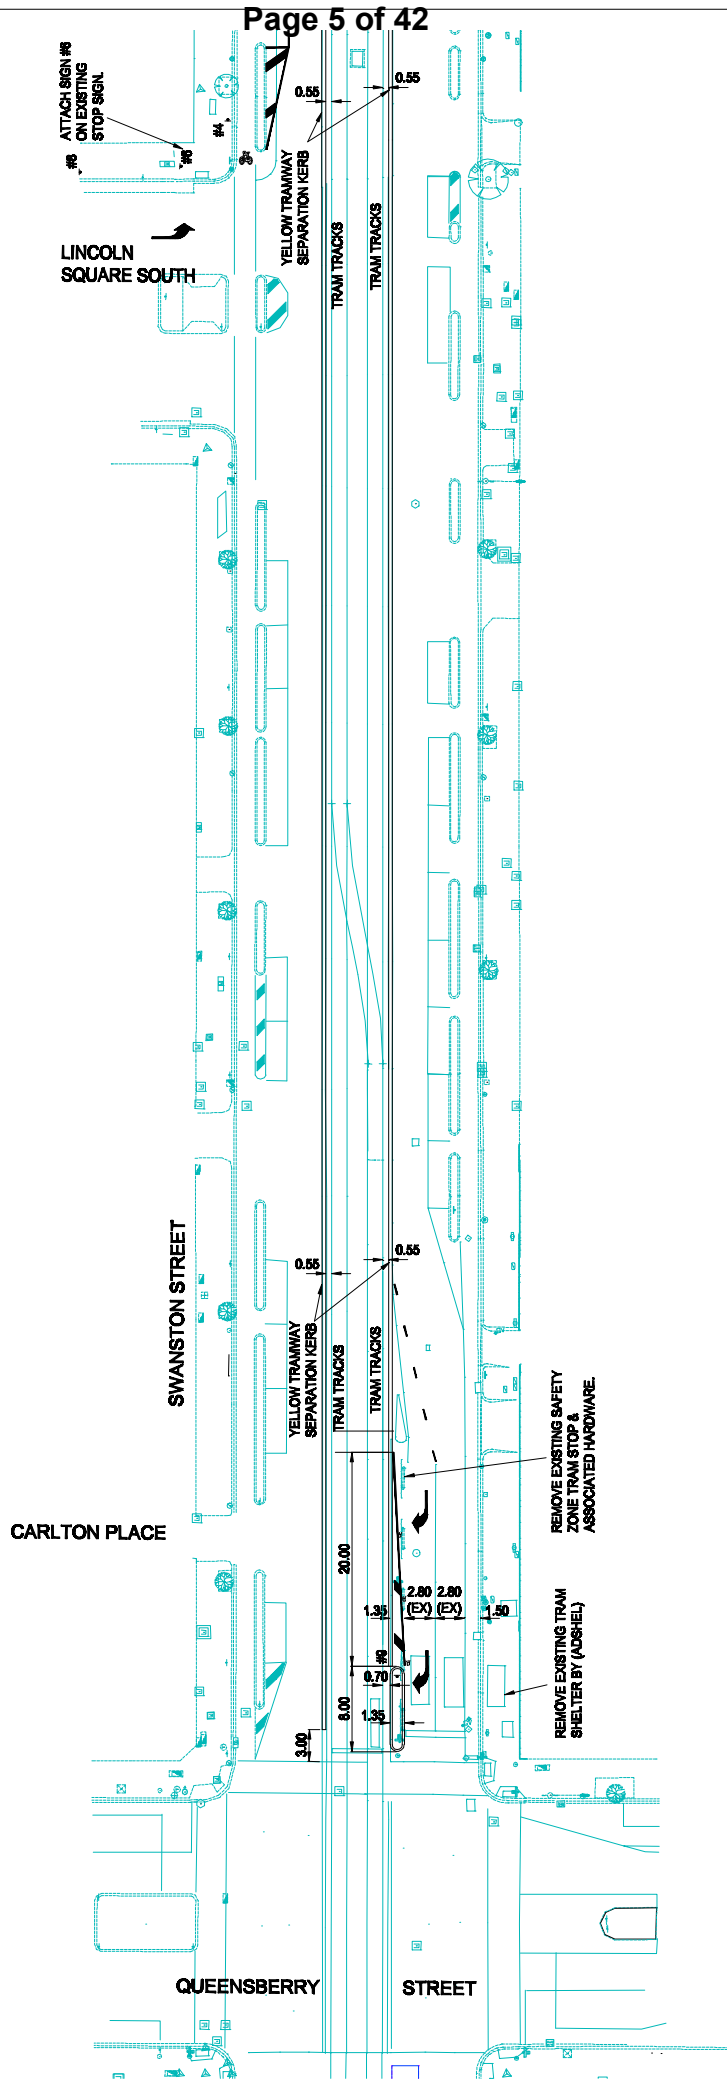 Page 5 of 42
ATTACH SIGN #6
ON EXISTING
STOP SIGN.
#8
#6
#4
0.55
0.55
YELLOW TRAMWAY
SEPARATION KERB
TRAM TRACKS
TRAM TRACKS
LINCOLN
SQUARE SOUTH
SWANSTON STREET
0.55
0.55
YELLOW TRAMWAY
SEPARATION KERB
TRAM TRACKS
TRAM TRACKS
REMOVE EXISTING SAFETY
ZONE TRAM STOP &
ASSOCIATED HARDWARE.
CARLTON PLACE
20.00
1.35
2.80
(EX)
2.80
(EX)
1.50
#9
0.70
8.00
1.35
3.00
REMOVE EXISTING TRAM
SHELTER BY (ADSHEL)
QUEENSBERRY STREET